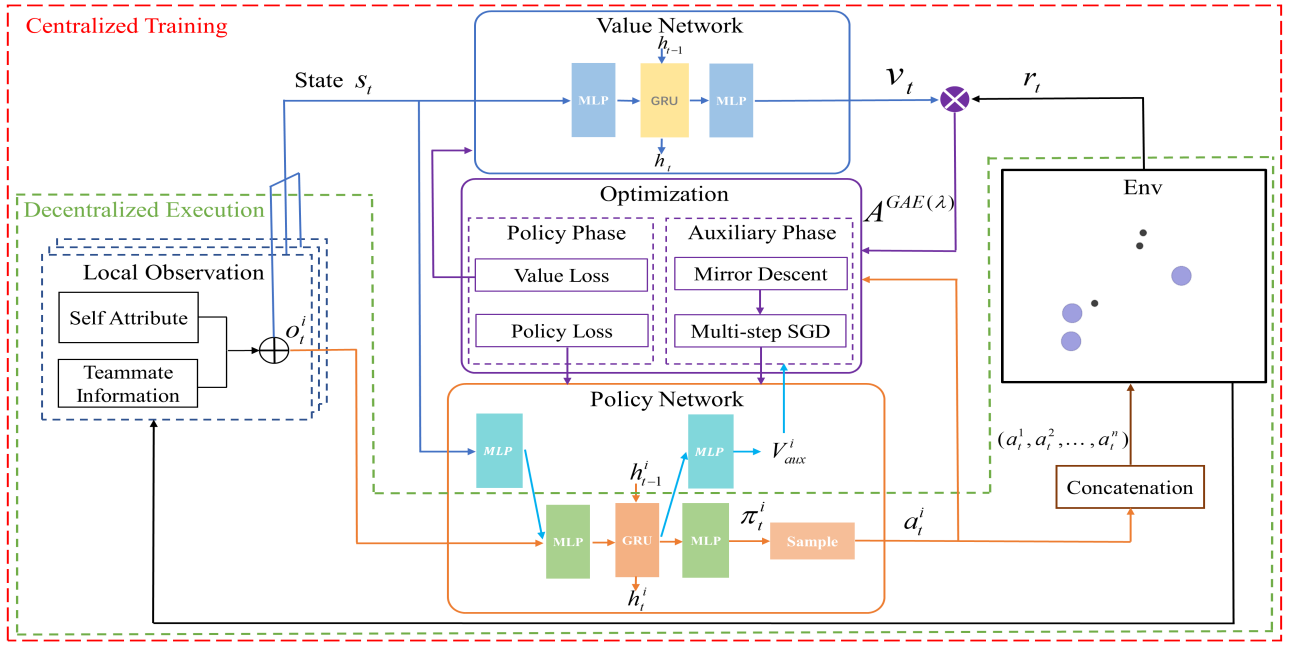 Centralized Training
Value Network
h_{t-1}
State s_t
MLP
GRU
MLP
h_t
v_t
r_t
Decentralized Execution
Local Observation
Self Attribute
Teammate
Information
o_t^i
Optimization
Policy Phase
Value Loss
Policy Loss
Auxiliary Phase
Mirror Descent
Multi-step SGD
A^{GAE(λ)}
Env
Policy Network
MLP
MLP
V_{aux}^i
h_{t-1}^i
MLP
GRU
MLP
π_t^i
Sample
h_t^i
a_t^i
(a_t^1, a_t^2, ..., a_t^n)
Concatenation